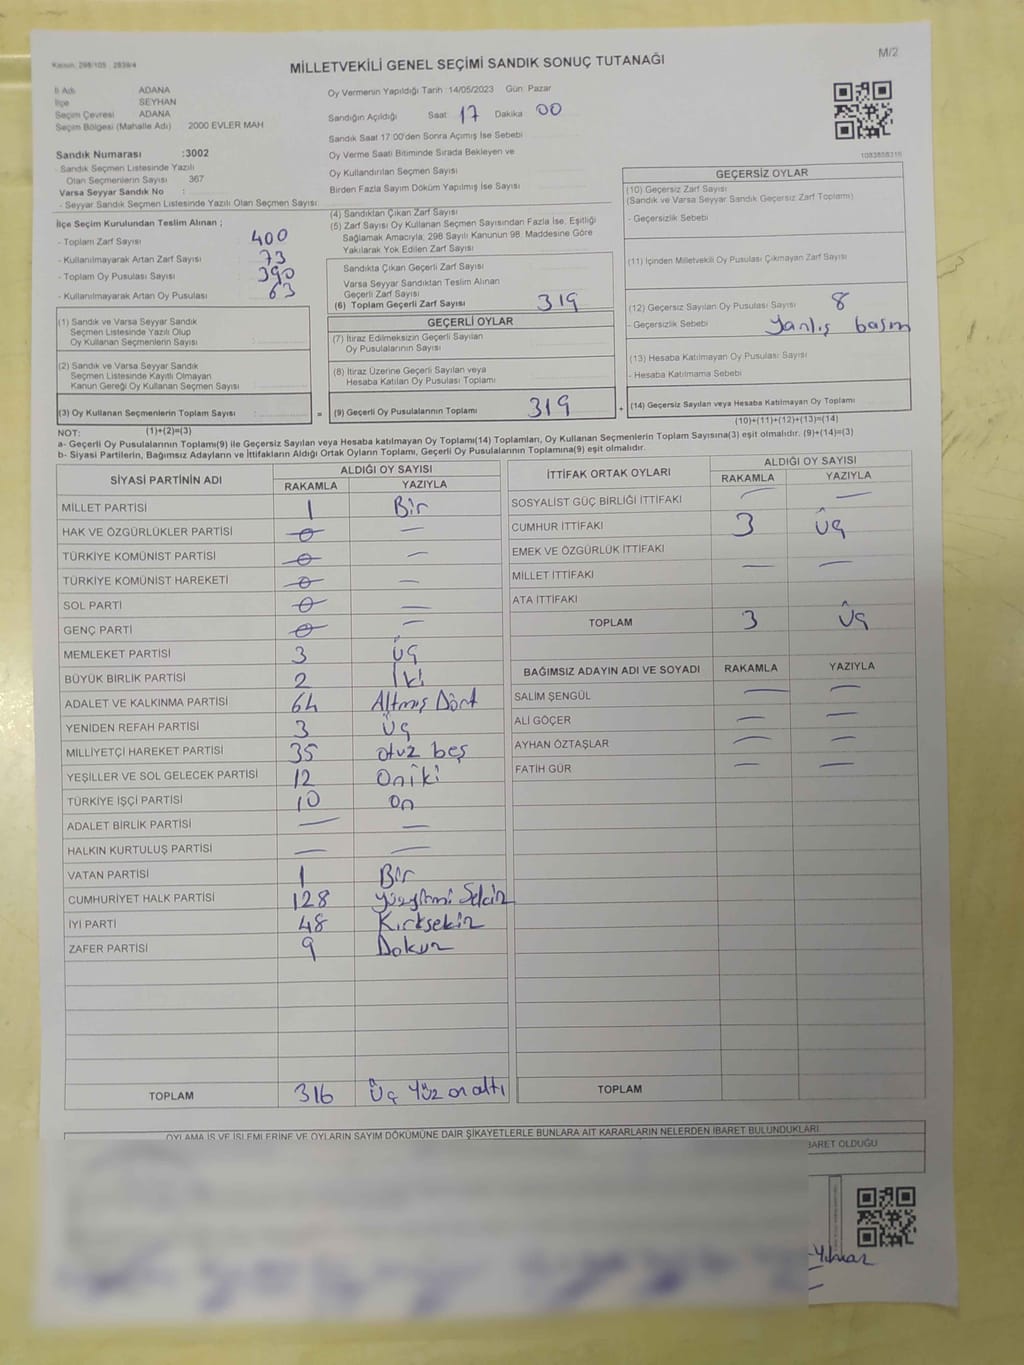 Kanun: 298/105 , 2839/4
M/2
MİLLETVEKİLİ GENEL SEÇİMİ SANDIK SONUÇ TUTANAĞI
İl Adı ADANA
İlçe SEYHAN
Seçim Çevresi ADANA
Seçim Bölgesi (Mahalle Adı) 2000 EVLER MAH
Sandık Numarası :3002
- Sandık Seçmen Listesinde Yazılı
Olan Seçmenlerin Sayısı 367
Varsa Seyyar Sandık No :
- Seyyar Sandık Seçmen Listesinde Yazılı Olan Seçmen Sayısı :
Oy Vermenin Yapıldığı Tarih :14/05/2023 Gün: Pazar
Sandığın Açıldığı Saat 17 Dakika 00
Sandık Saat 17:00'den Sonra Açımış İse Sebebi
Oy Verme Saati Bitiminde Sırada Bekleyen ve
Oy Kullandırılan Seçmen Sayısı
Birden Fazla Sayım Döküm Yapılmış İse Sayısı
1093858316
İlçe Seçim Kurulundan Teslim Alınan ;
- Toplam Zarf Sayısı : 400
- Kullanılmayarak Artan Zarf Sayısı : 73
- Toplam Oy Pusulası Sayısı : 390
- Kullanılmayarak Artan Oy Pusulası : 63
(1) Sandık ve Varsa Seyyar Sandık
Seçmen Listesinde Yazılı Olup
Oy Kullanan Seçmenlerin Sayısı :
(2) Sandık ve Varsa Seyyar Sandık
Seçmen Listesinde Kayıtlı Olmayan
Kanun Gereği Oy Kullanan Seçmen Sayısı :
(3) Oy Kullanan Seçmenlerin Toplam Sayısı : =
(1)+(2)=(3)
(4) Sandıktan Çıkan Zarf Sayısı
(5) Zarf Sayısı Oy Kullanan Seçmen Sayısından Fazla İse, Eşitliği
Sağlamak Amacıyla; 298 Sayılı Kanunun 98. Maddesine Göre
Yakılarak Yok Edilen Zarf Sayısı :
Sandıkta Çıkan Geçerli Zarf Sayısı
Varsa Seyyar Sandıktan Teslim Alınan
Geçerli Zarf Sayısı
(6) Toplam Geçerli Zarf Sayısı 319
GEÇERLİ OYLAR
(7) İtiraz Edilmeksizin Geçerli Sayılan
Oy Pusulalarının Sayısı
(8) İtiraz Üzerine Geçerli Sayılan veya
Hesaba Katılan Oy Pusulası Toplamı
(9) Geçerli Oy Pusulalarının Toplamı 319 +
GEÇERSİZ OYLAR
(10) Geçersiz Zarf Sayısı
(Sandık ve Varsa Seyyar Sandık Geçersiz Zarf Toplamı)
- Geçersizlik Sebebi
(11) İçinden Milletvekili Oy Pusulası Çıkmayan Zarf Sayısı
(12) Geçersiz Sayılan Oy Pusulası Sayısı : 8
- Geçersizlik Sebebi Yanlış basım
(13) Hesaba Katılmayan Oy Pusulası Sayısı
- Hesaba Katılmama Sebebi
(14) Geçersiz Sayılan veya Hesaba Katılmayan Oy Toplamı
(10)+(11)+(12)+(13)=(14)
NOT:
a- Geçerli Oy Pusulalarının Toplamı(9) ile Geçersiz Sayılan veya Hesaba katılmayan Oy Toplamı(14) Toplamları, Oy Kullanan Seçmenlerin Toplam Sayısına(3) eşit olmalıdır. (9)+(14)=(3)
b- Siyasi Partilerin, Bağımsız Adayların ve İttifakların Aldığı Ortak Oyların Toplamı, Geçerli Oy Pusulalarının Toplamına(9) eşit olmalıdır.
SİYASİ PARTİNİN ADI ALDIĞI OY SAYISI
RAKAMLA YAZIYLA
MİLLET PARTİSİ 1 Bir
HAK VE ÖZGÜRLÜKLER PARTİSİ 0 —
TÜRKİYE KOMÜNİST PARTİSİ 0 —
TÜRKİYE KOMÜNİST HAREKETİ 0 —
SOL PARTİ 0 —
GENÇ PARTİ 0 —
MEMLEKET PARTİSİ 3 Üç
BÜYÜK BİRLİK PARTİSİ 2 İki
ADALET VE KALKINMA PARTİSİ 64 Altmış Dört
YENİDEN REFAH PARTİSİ 3 Üç
MİLLİYETÇİ HAREKET PARTİSİ 35 otuz beş
YEŞİLLER VE SOL GELECEK PARTİSİ 12 Oniki
TÜRKİYE İŞÇİ PARTİSİ 10 On
ADALET BİRLİK PARTİSİ — —
HALKIN KURTULUŞ PARTİSİ — —
VATAN PARTİSİ 1 Bir
CUMHURİYET HALK PARTİSİ 128
İYİ PARTİ 48 Kırksekiz
ZAFER PARTİSİ 9 Dokuz
TOPLAM 316 Üç Yüz on altı
İTTİFAK ORTAK OYLARI ALDIĞI OY SAYISI
RAKAMLA YAZIYLA
SOSYALİST GÜÇ BİRLİĞİ İTTİFAKI — —
CUMHUR İTTİFAKI 3 Üç
EMEK VE ÖZGÜRLÜK İTTİFAKI
MİLLET İTTİFAKI — —
ATA İTTİFAKI
TOPLAM 3 Üç
BAĞIMSIZ ADAYIN ADI VE SOYADI RAKAMLA YAZIYLA
SALİM ŞENGÜL — —
ALİ GÖÇER — —
AYHAN ÖZTAŞLAR — —
FATİH GÜR — —
TOPLAM
OYLAMA İŞ VE İŞLEMLERİNE VE OYLARIN SAYIM DÖKÜMÜNE DAİR ŞİKAYETLERLE BUNLARA AİT KARARLARIN NELERDEN İBARET BULUNDUKLARI
BARET OLDUĞU
Yılmaz